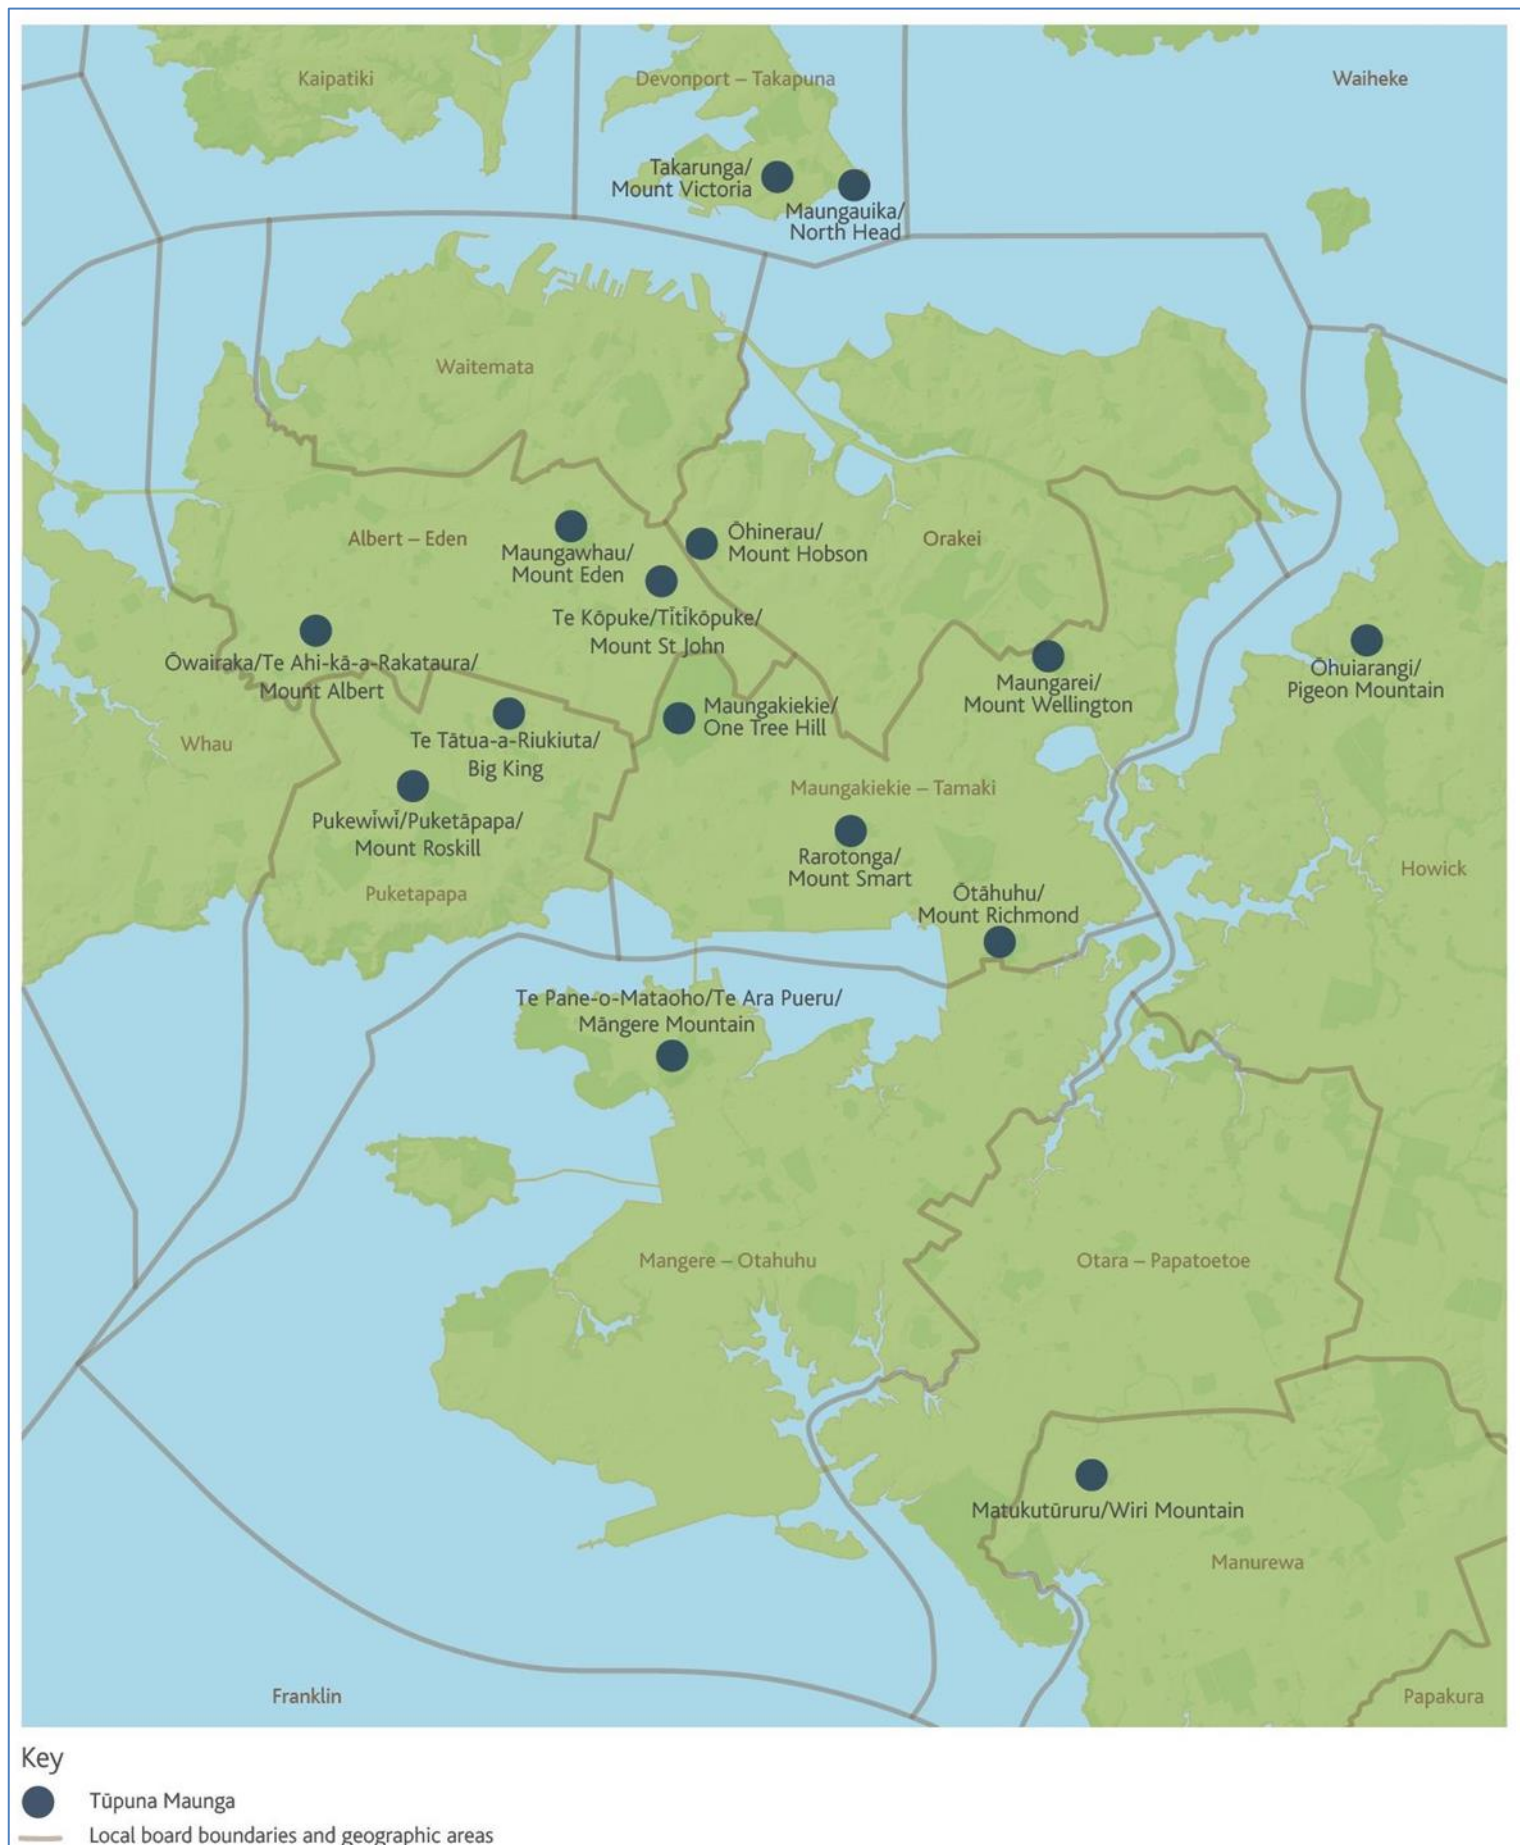 Kaipatiki
Devonport – Takapuna
Waiheke
Takarunga/
Mount Victoria
Maungauika/
North Head
Waitemata
Albert – Eden
Maungawhau/
Mount Eden
Ōhinerau/
Mount Hobson
Orakei
Te Kōpuke/Tītīkōpuke/
Mount St John
Ōwairaka/Te Ahi-kā-a-Rakataura/
Mount Albert
Maungarei/
Mount Wellington
Ōhuiarangi/
Pigeon Mountain
Whau
Te Tātua-a-Riukiuta/
Big King
Maungakiekie/
One Tree Hill
Pukewīwī/Puketāpapa/
Mount Roskill
Maungakiekie – Tamaki
Rarotonga/
Mount Smart
Howick
Puketapapa
Ōtāhuhu/
Mount Richmond
Te Pane-o-Mataoho/Te Ara Pueru/
Māngere Mountain
Mangere – Otahuhu
Otara – Papatoetoe
Matukutūruru/Wiri Mountain
Manurewa
Franklin
Papakura
Key
Tūpuna Maunga
Local board boundaries and geographic areas